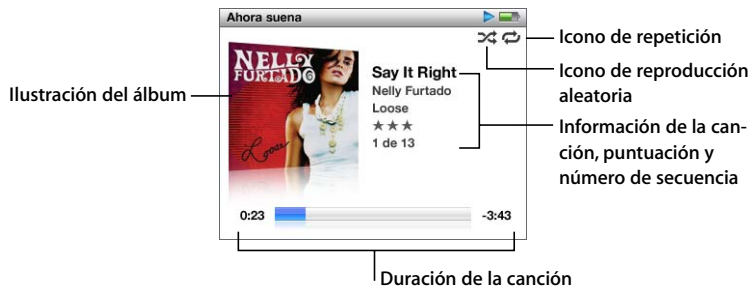 Ahora suena
Icono de repetición
Icono de reproducción
aleatoria
Ilustración del álbum
NELLY
FURTADO
Loose
Say It Right
Nelly Furtado
Loose
★★★
1 de 13
Información de la can-
ción, puntuación y
número de secuencia
0:23
-3:43
Duración de la canción